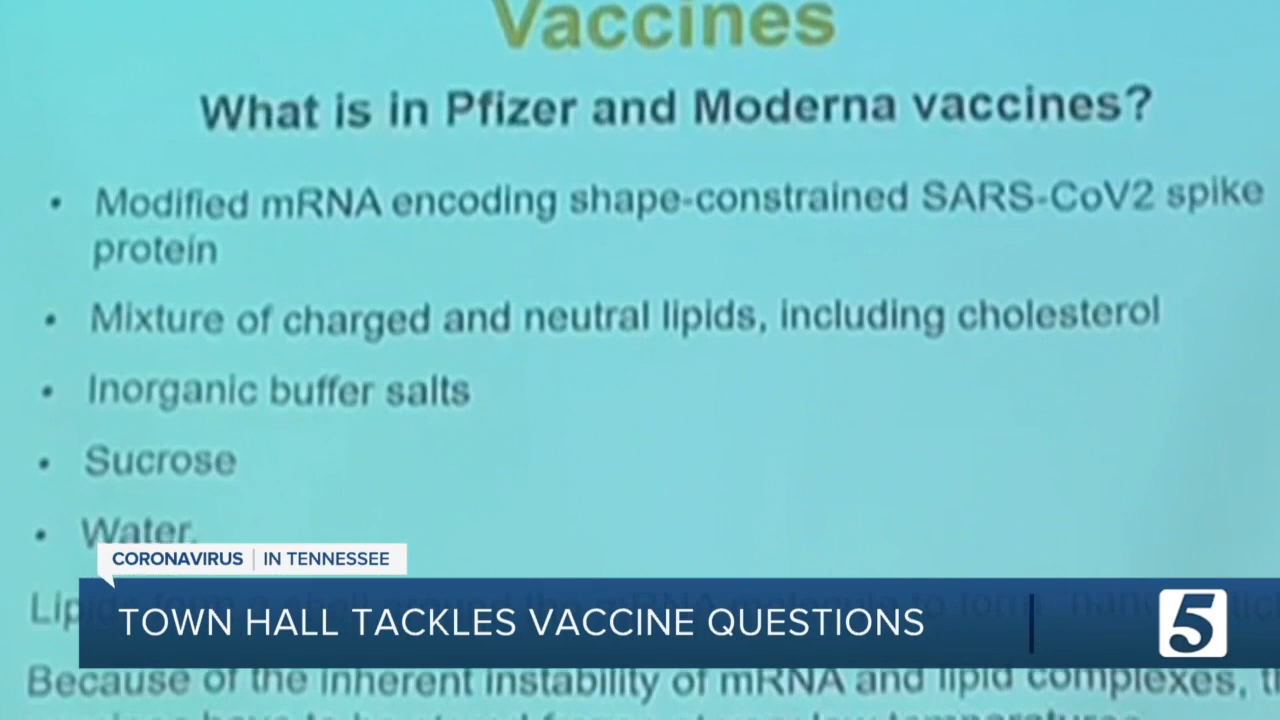 Vaccines
What is in Pfizer and Moderna vaccines?
• Modified mRNA encoding shape-constrained SARS-CoV2 spike
protein
• Mixture of charged and neutral lipids, including cholesterol
• Inorganic buffer salts
• Sucrose
• Water.
CORONAVIRUS | IN TENNESSEE
TOWN HALL TACKLES VACCINE QUESTIONS
5
Because of the inherent instability of mRNA and lipid complexes,